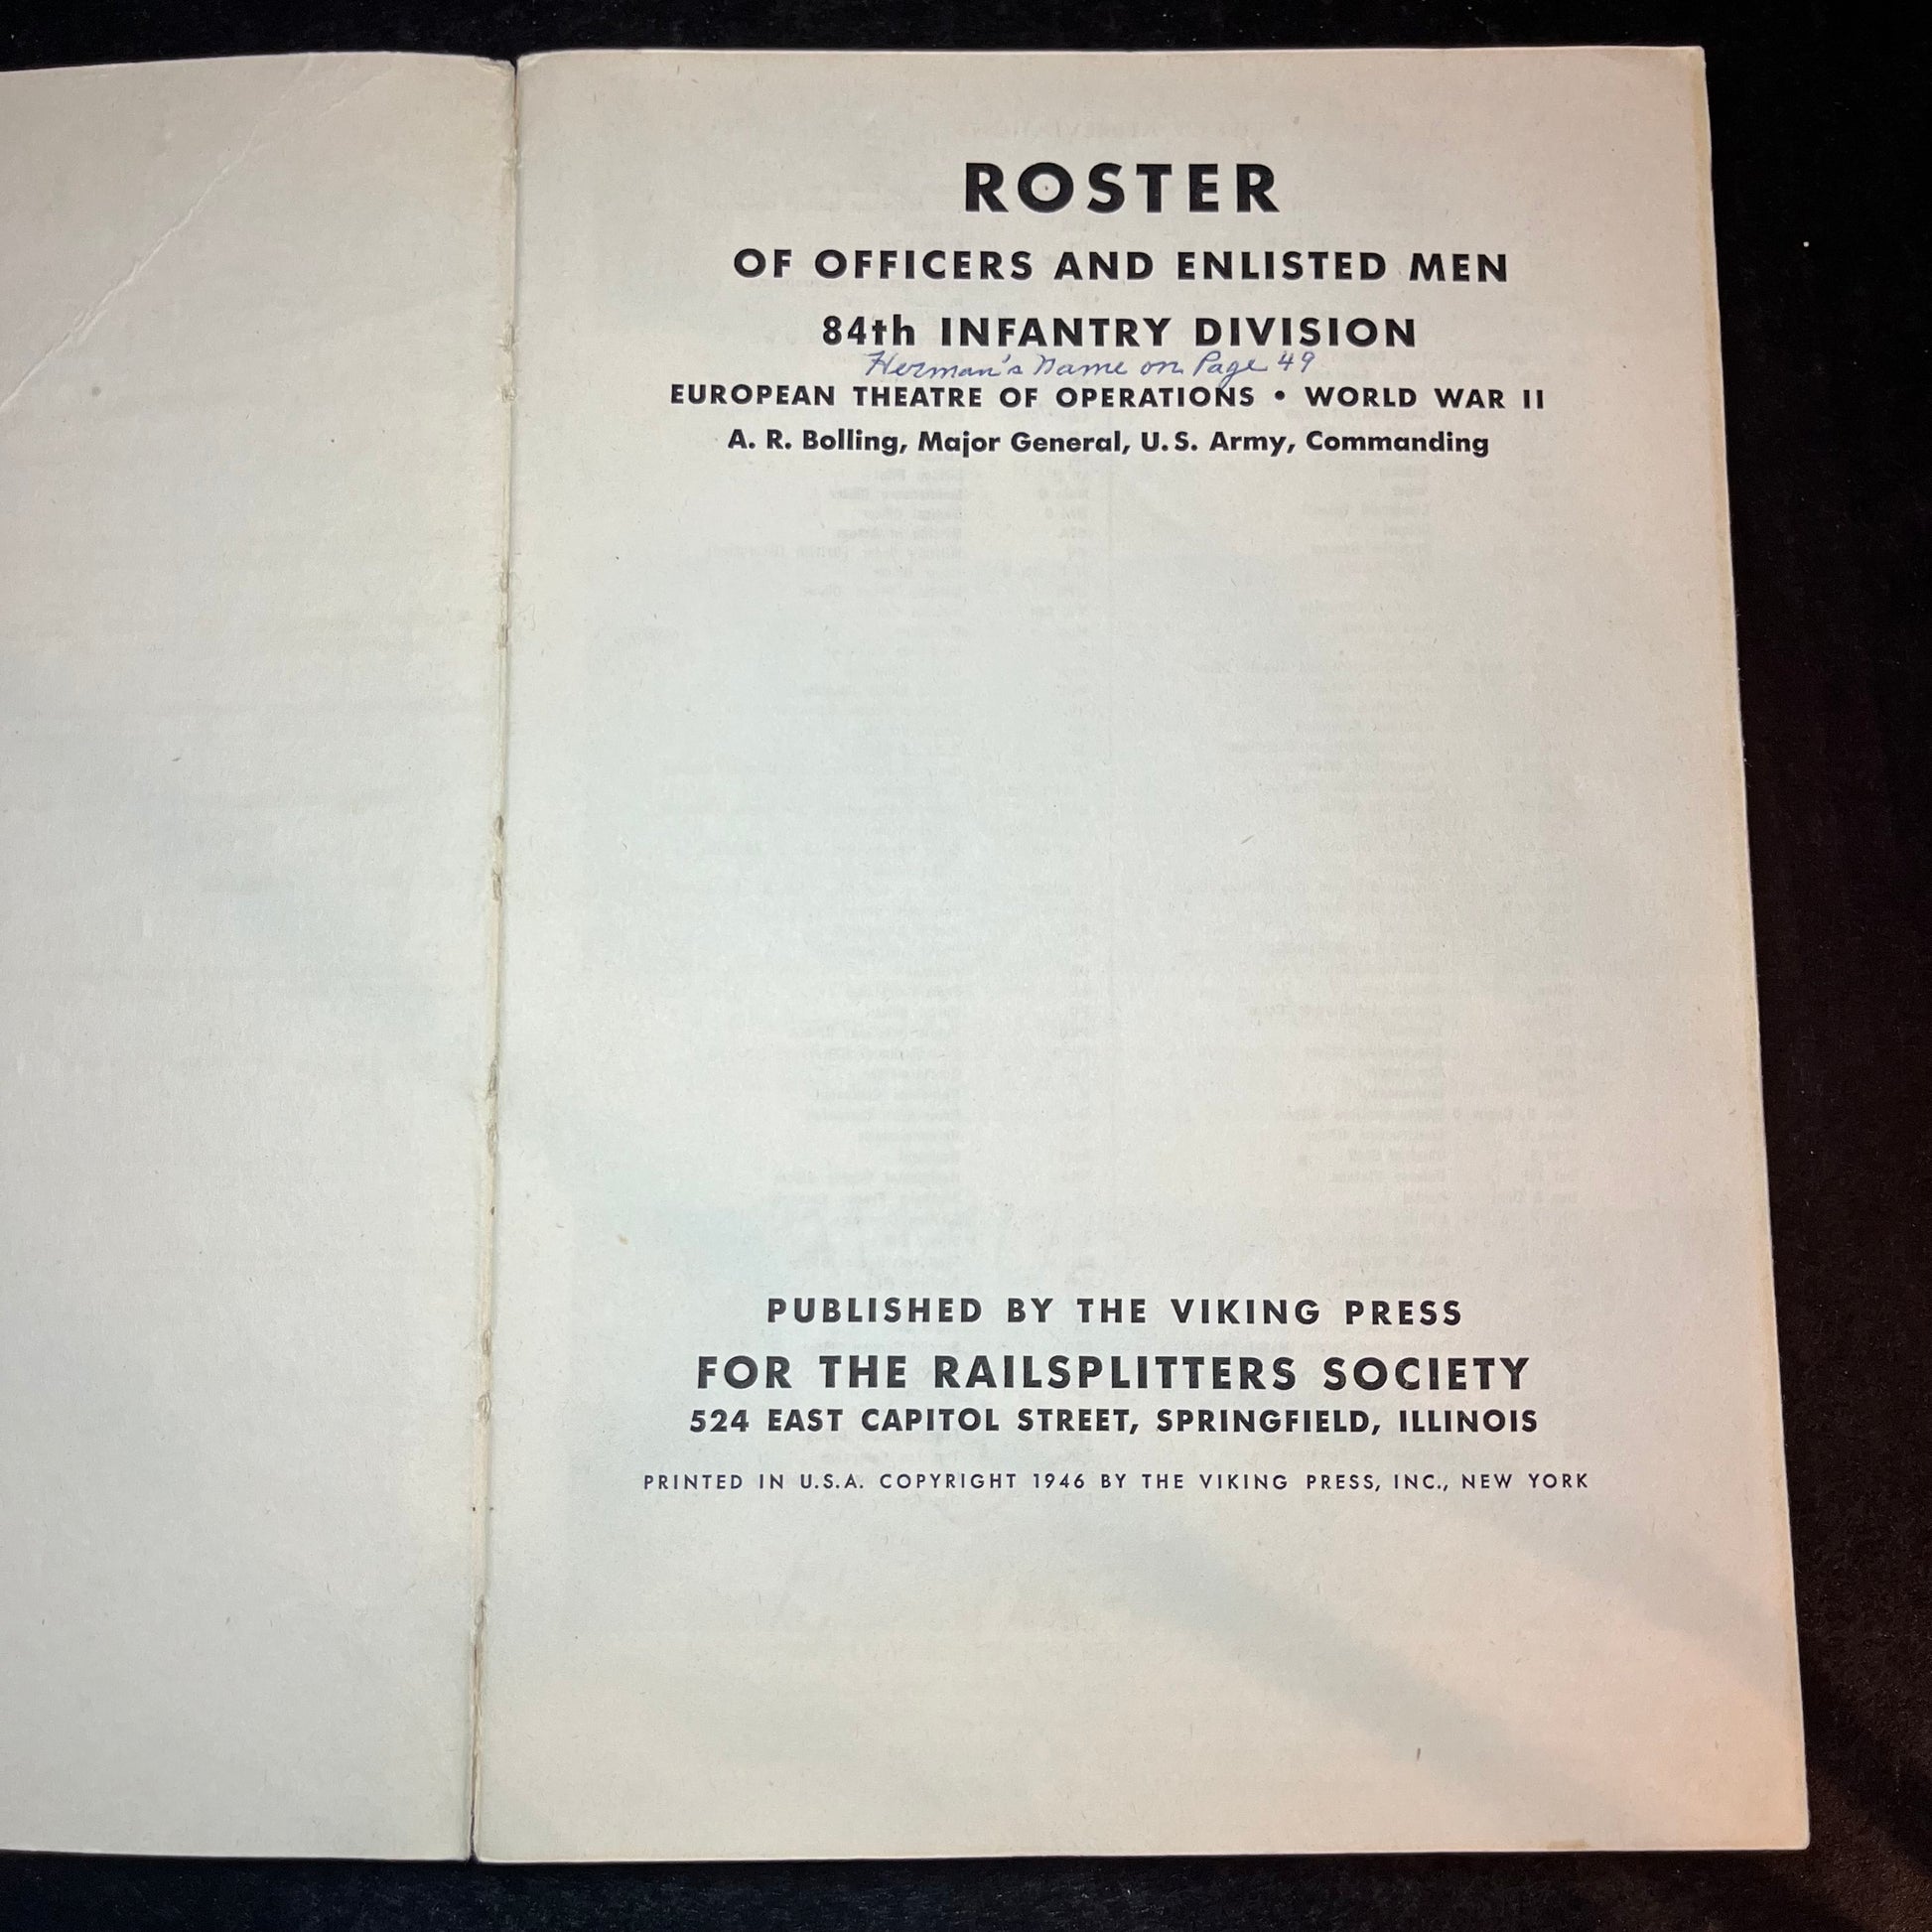 ROSTER
OF OFFICERS AND ENLISTED MEN
84th INFANTRY DIVISION
Herman's Name on Page 49
EUROPEAN THEATRE OF OPERATIONS • WORLD WAR II
A. R. Bolling, Major General, U.S. Army, Commanding
PUBLISHED BY THE VIKING PRESS
FOR THE RAILSPLITTERS SOCIETY
524 EAST CAPITOL STREET, SPRINGFIELD, ILLINOIS
PRINTED IN U.S.A. COPYRIGHT 1946 BY THE VIKING PRESS, INC., NEW YORK